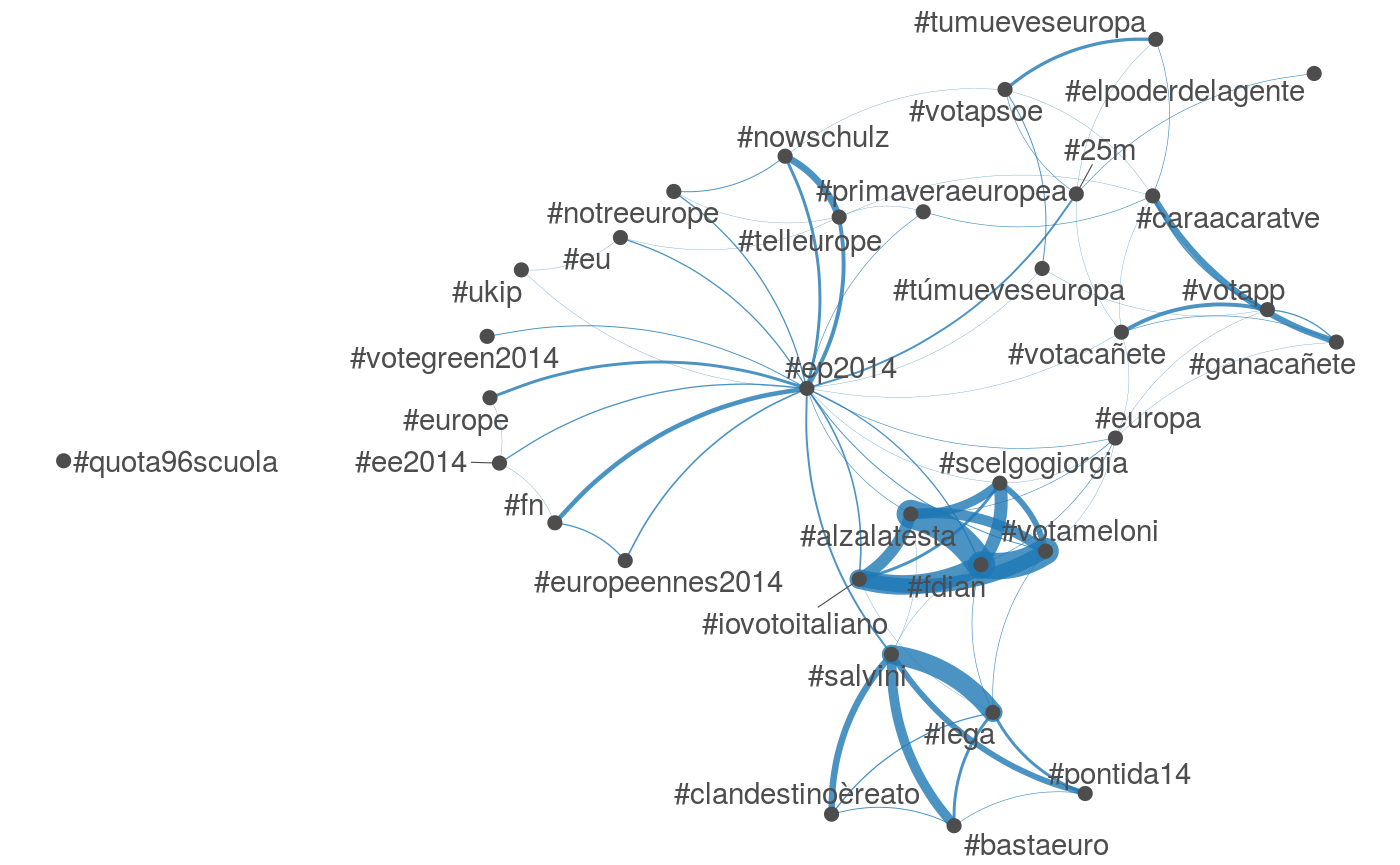 #tumueveseuropa
#elpoderdelagente
#votapsoe
#nowschulz
#25m
#primaveraeuropea
#notreeurope
#caraacaratve
#telleurope
#eu
#ukip
#túmueveseuropa
#votapp
#votegreen2014
#votacañete
#ganacañete
#ep2014
#europe
#europa
#quota96scuola
#ee2014
#scelgogiorgia
#fn
#alzalatesta
#votameloni
#europeennes2014
#fdian
#iovotoitaliano
#salvini
#lega
#pontida14
#clandestinoèreato
#bastaeuro